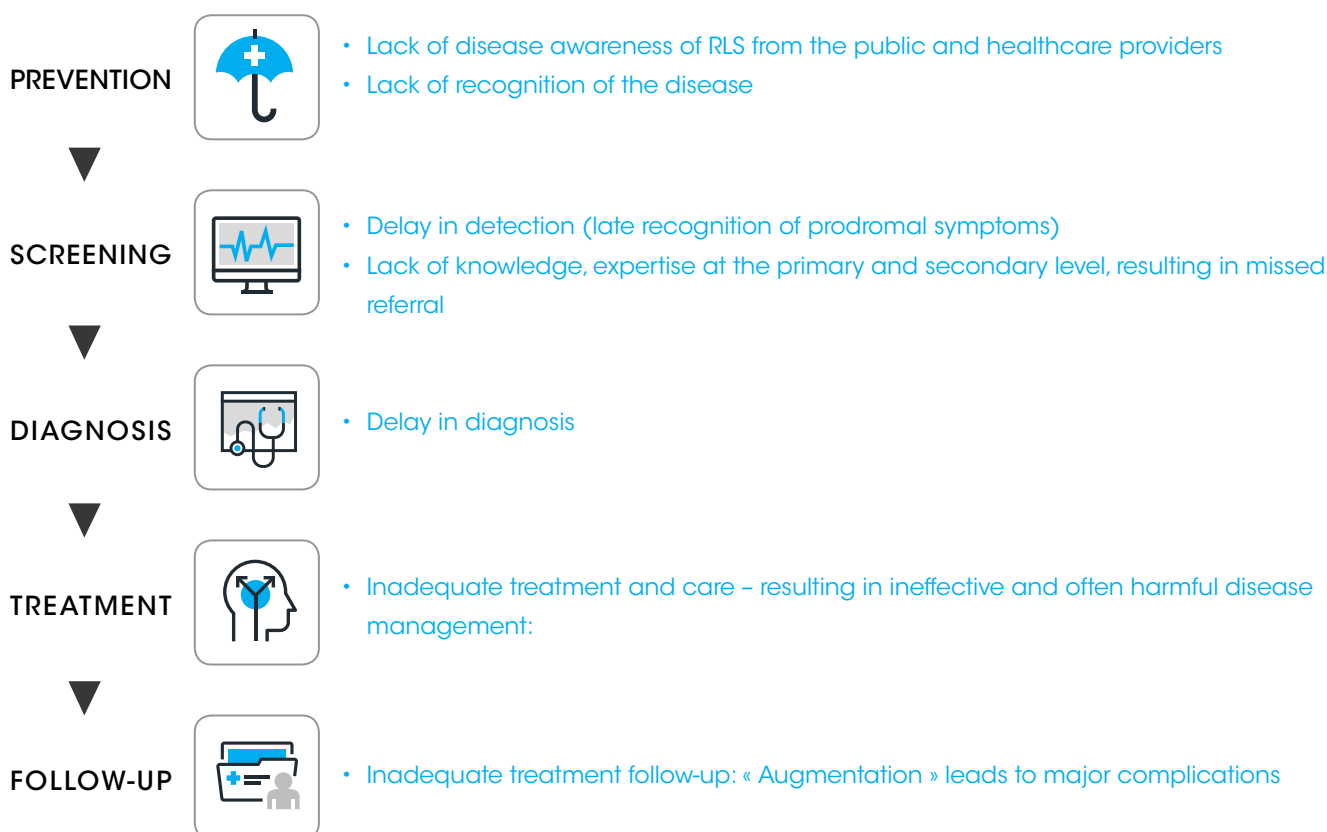 PREVENTION
• Lack of disease awareness of RLS from the public and healthcare providers
• Lack of recognition of the disease
SCREENING
• Delay in detection (late recognition of prodromal symptoms)
• Lack of knowledge, expertise at the primary and secondary level, resulting in missed
referral
DIAGNOSIS
• Delay in diagnosis
TREATMENT
• Inadequate treatment and care – resulting in ineffective and often harmful disease
management:
FOLLOW-UP
• Inadequate treatment follow-up: « Augmentation » leads to major complications